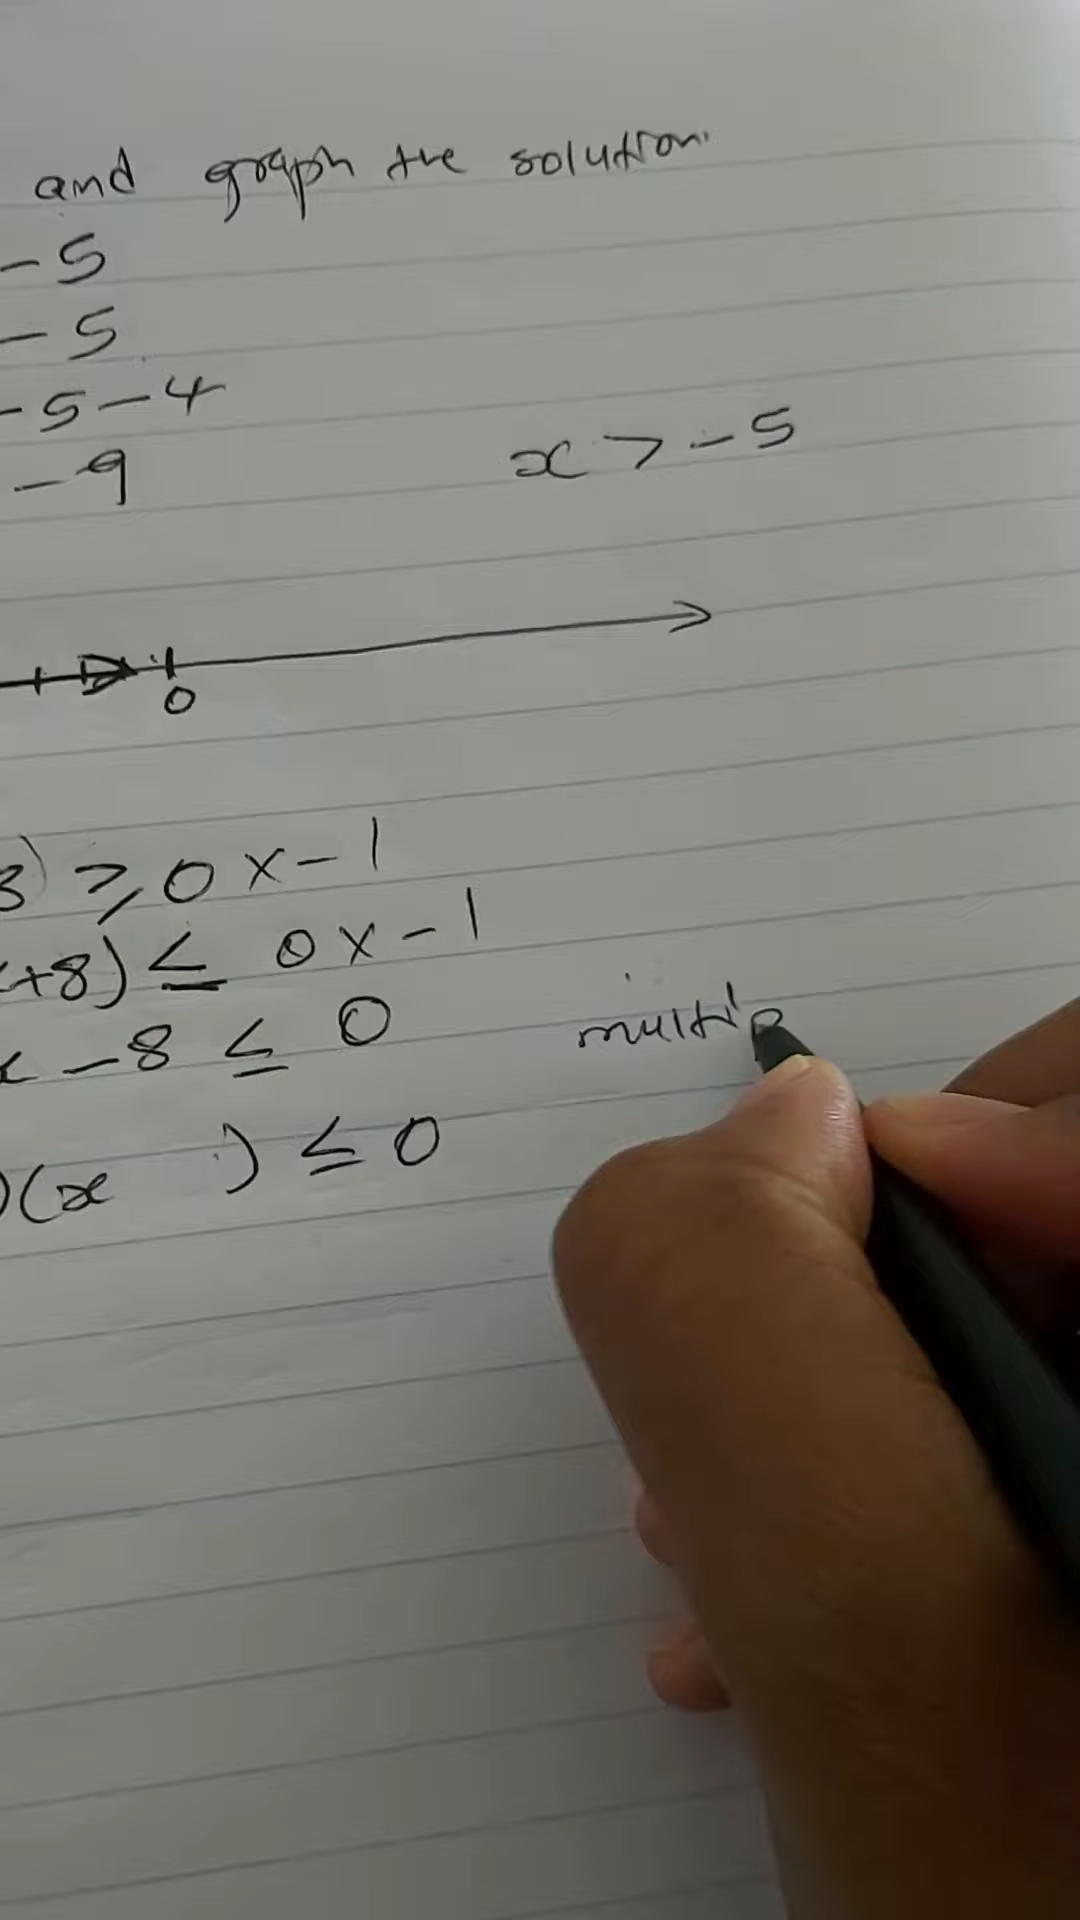 and graph the solution.
-5
-5
-5-4
-9
x > -5
0
) ≥ 0 x-1
+8) ≤ 0 x-1
-8 ≤ 0
multip
)(x ) ≤ 0